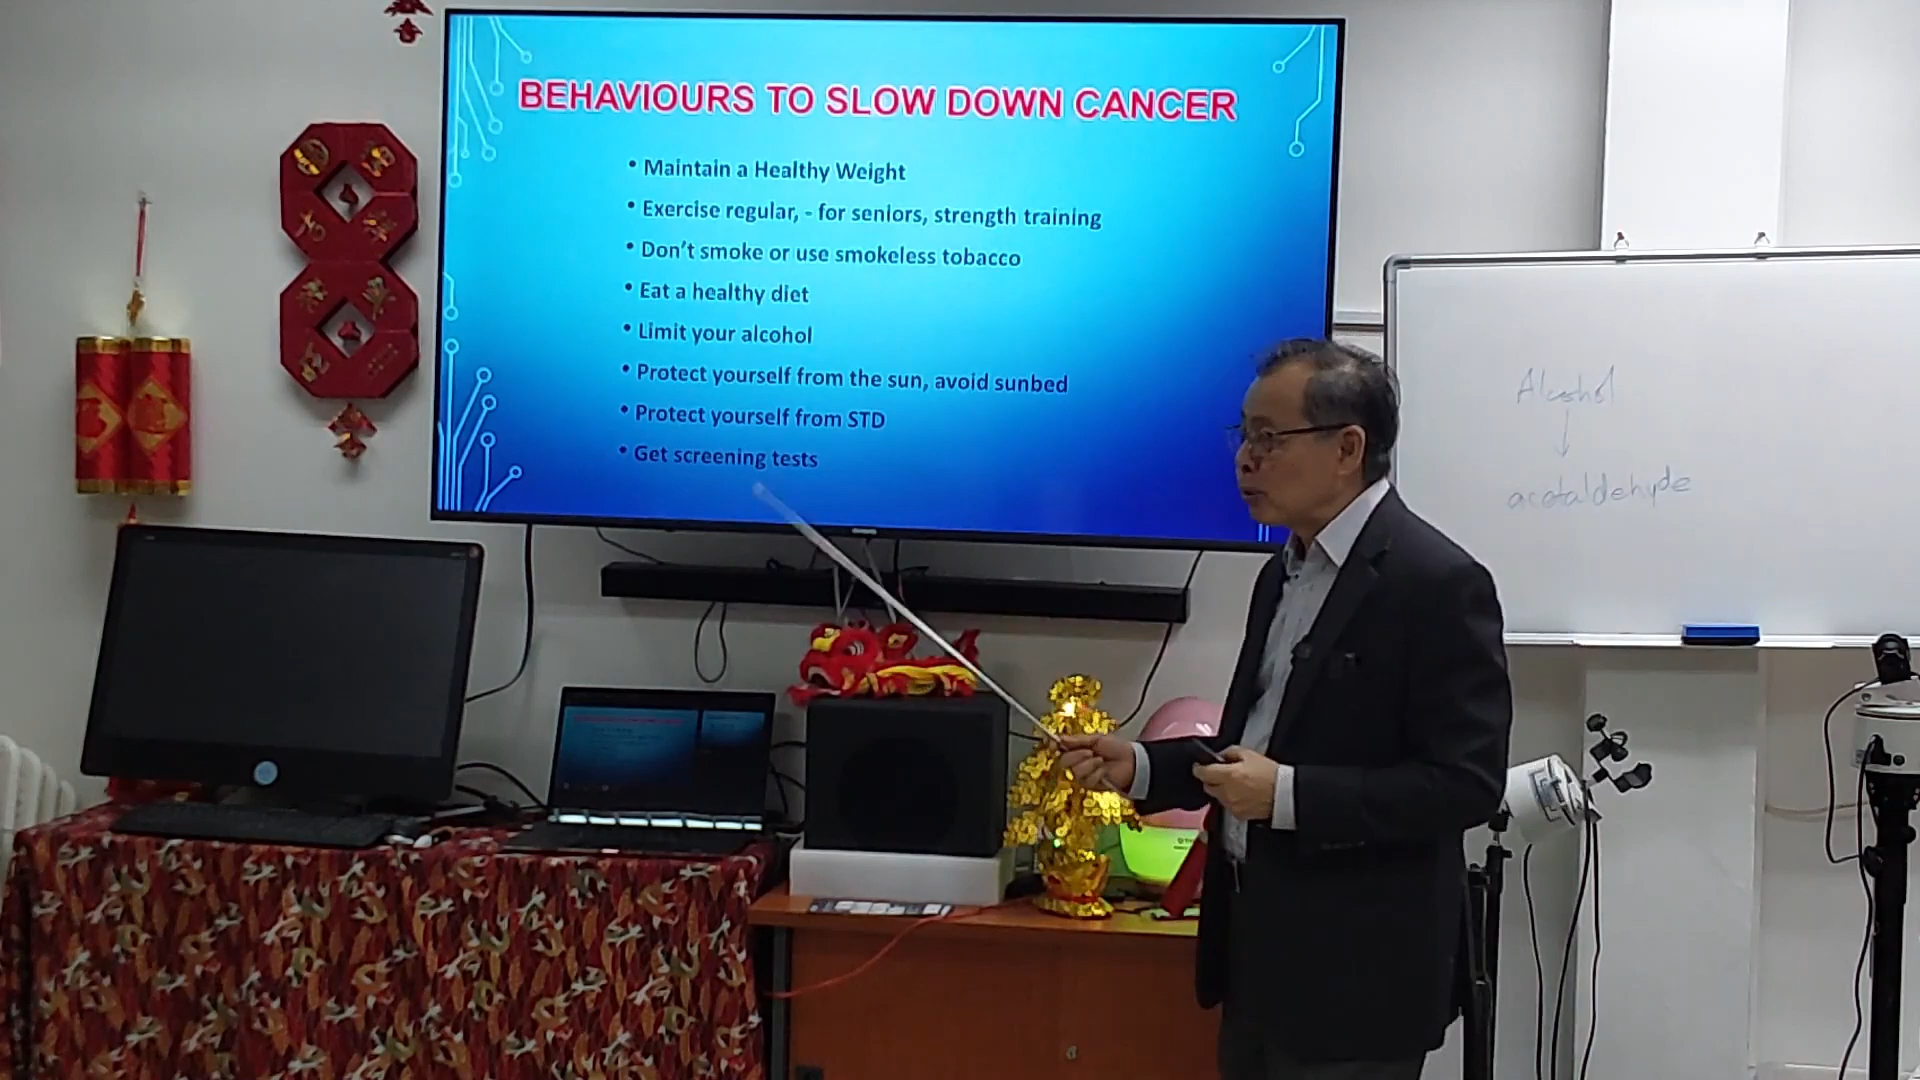 BEHAVIOURS TO SLOW DOWN CANCER
• Maintain a Healthy Weight
• Exercise regular, - for seniors, strength training
• Don't smoke or use smokeless tobacco
• Eat a healthy diet
• Limit your alcohol
• Protect yourself from the sun, avoid sunbed
• Protect yourself from STD
• Get screening tests
Alcohol
acetaldehyde